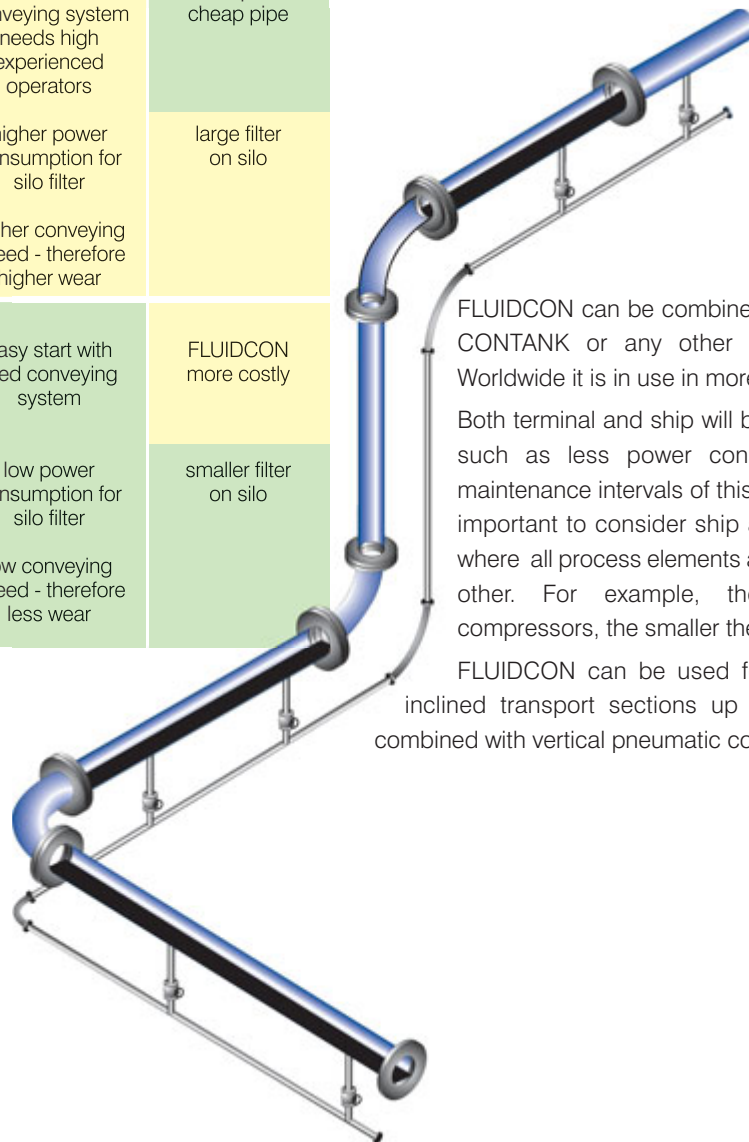 nveying system
needs high
experienced
operators
higher power
nsumption for
silo filter
her conveying
eed - therefore
higher wear
cheap pipe
large filter
on silo
asy start with
ed conveying
system
low power
nsumption for
silo filter
ow conveying
eed - therefore
less wear
FLUIDCON
more costly
smaller filter
on silo
FLUIDCON can be combine
CONTANK or any other
Worldwide it is in use in more
Both terminal and ship will b
such as less power con
maintenance intervals of this
important to consider ship
where all process elements a
other. For example, the
compressors, the smaller the
FLUIDCON can be used f
inclined transport sections up
combined with vertical pneumatic co